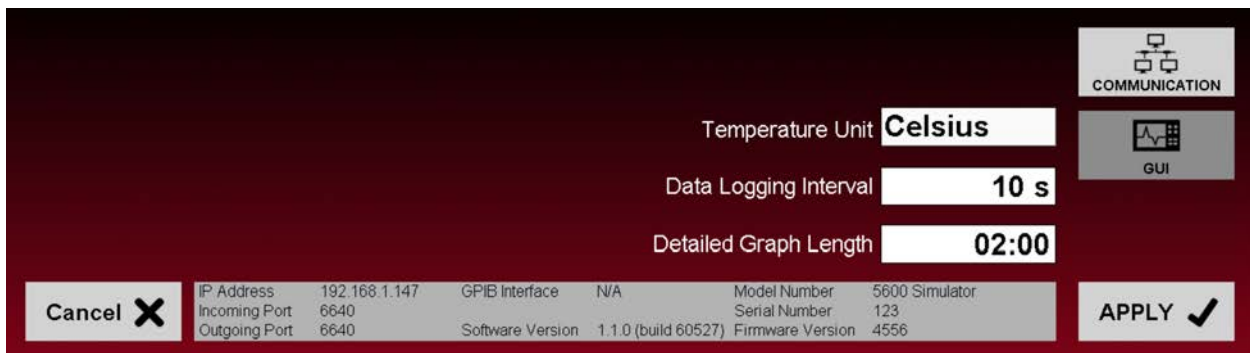 COMMUNICATION
Temperature Unit Celsius
GUI
Data Logging Interval 10 s
Detailed Graph Length 02:00
Cancel
IP Address 192.168.1.147 GPIB Interface N/A Model Number 5600 Simulator
Incoming Port 6640 Serial Number 123
Outgoing Port 6640 Software Version 1.1.0 (build 60527) Firmware Version 4556
APPLY